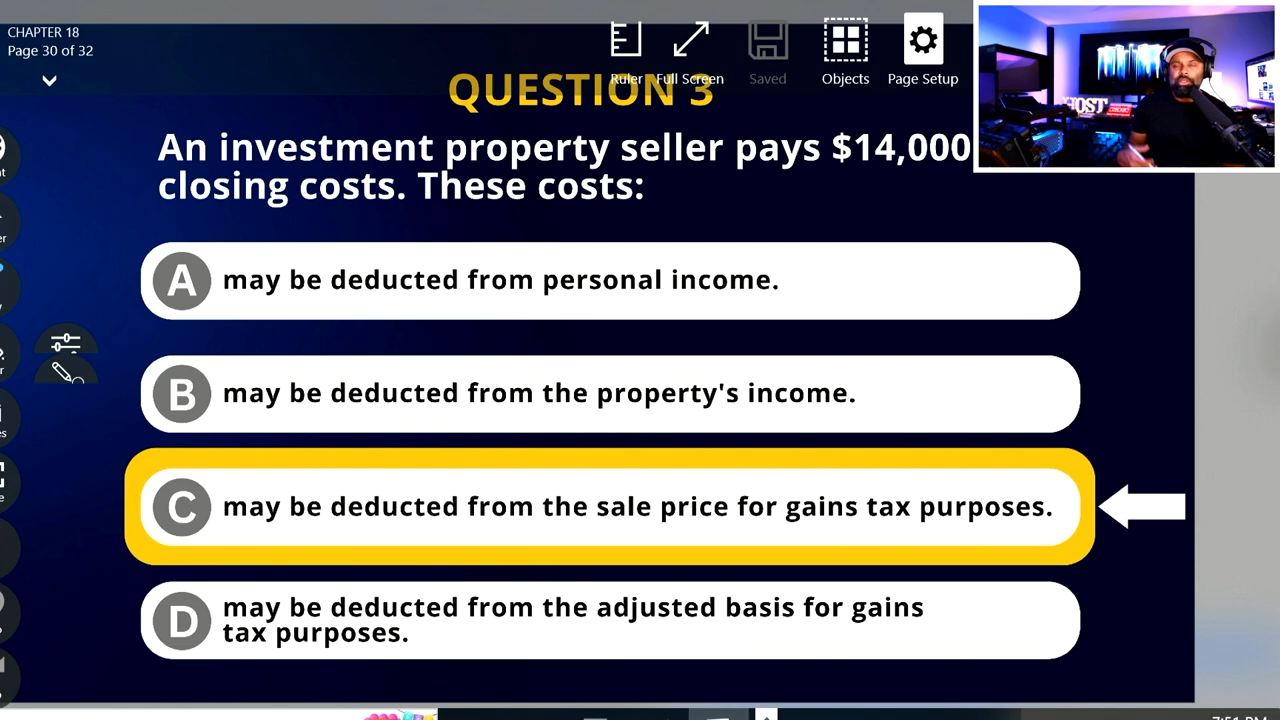 CHAPTER 18
Page 30 of 32
Ruler
Full Screen
Saved
Objects
Page Setup
QUESTION 3
An investment property seller pays $14,000
closing costs. These costs:
A may be deducted from personal income.
B may be deducted from the property's income.
C may be deducted from the sale price for gains tax purposes.
D may be deducted from the adjusted basis for gains
tax purposes.